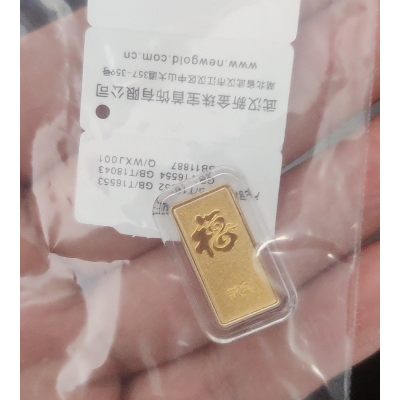 GB/T16553
GB/T16554 GB/T18043
GB11887 Q/WXJ001
武汉新金珠宝首饰有限公司
湖北省武汉市江汉区中山大道357-359号
www.newgold.com.cn
福